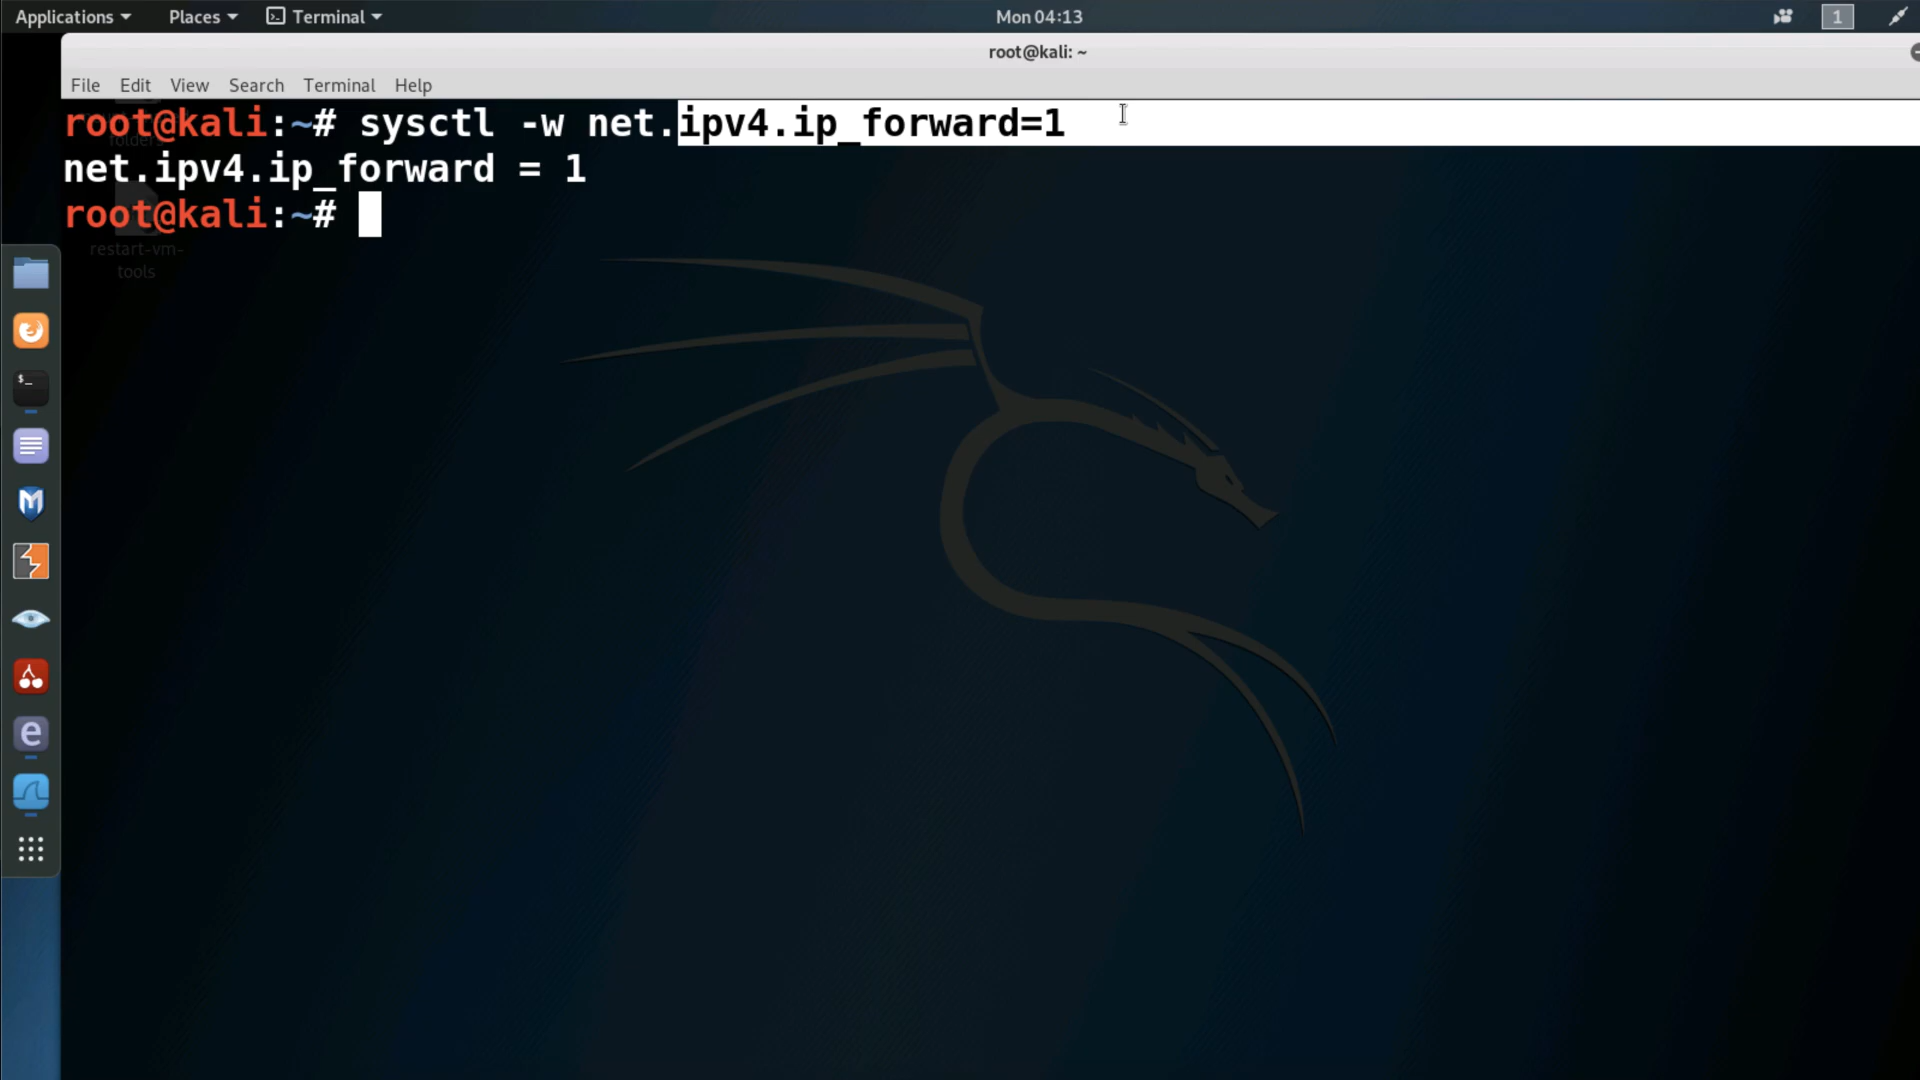 Applications Places Terminal Mon 04:13 1
root@kali: ~
File Edit View Search Terminal Help
root@kali:~# sysctl -w net.ipv4.ip_forward=1
net.ipv4.ip_forward = 1
root@kali:~#
folders
restart-vm-
tools
$_
e